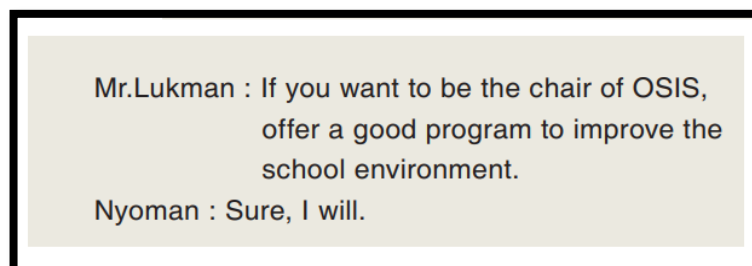 Mr.Lukman : If you want to be the chair of OSIS,
offer a good program to improve the
school environment.
Nyoman : Sure, I will.